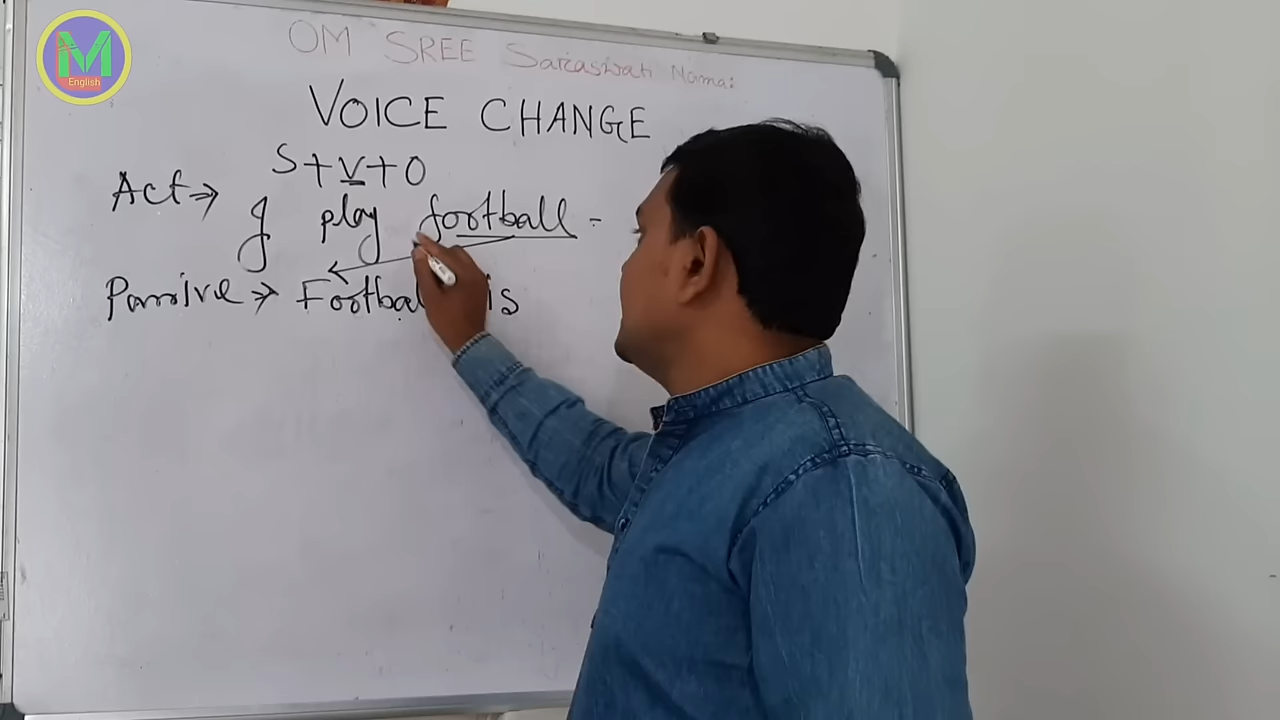 M
English
OM SREE Saraswati Nama:
VOICE CHANGE
S+V+O
Act⇒ I play football -
Passive ⇒ Football is